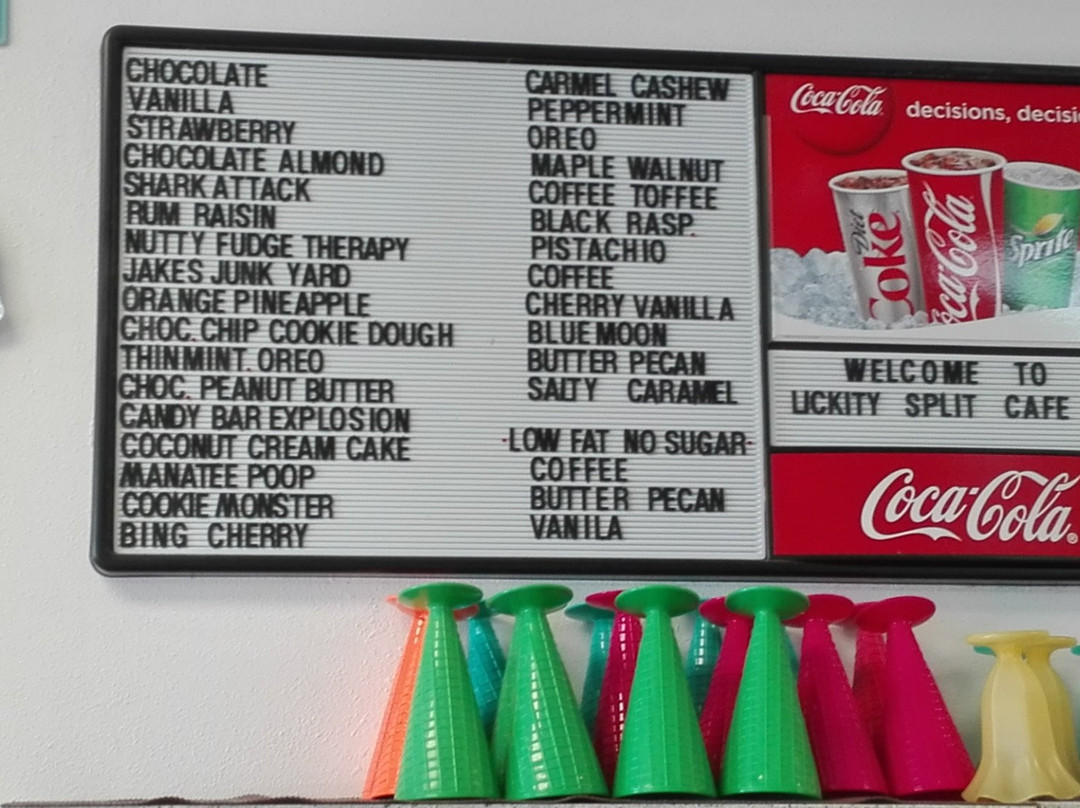 CHOCOLATE
VANILLA
STRAWBERRY
CHOCOLATE ALMOND
SHARK ATTACK
RUM RAISIN
NUTTY FUDGE THERAPY
JAKES JUNK YARD
ORANGE PINEAPPLE
CHOC. CHIP COOKIE DOUGH
THIN MINT. OREO
CHOC. PEANUT BUTTER
CANDY BAR EXPLOSION
COCONUT CREAM CAKE
MANATEE POOP
COOKIE MONSTER
BING CHERRY
CARMEL CASHEW
PEPPERMINT
OREO
MAPLE WALNUT
COFFEE TOFFEE
BLACK RASP.
PISTACHIO
COFFEE
CHERRY VANILLA
BLUE MOON
BUTTER PECAN
SALTY CARAMEL
-LOW FAT NO SUGAR-
COFFEE
BUTTER PECAN
VANILA
Coca-Cola
decisions, decisi
Diet Coke
Coca-Cola
Sprite
WELCOME TO
LICKITY SPLIT CAFE
Coca-Cola®